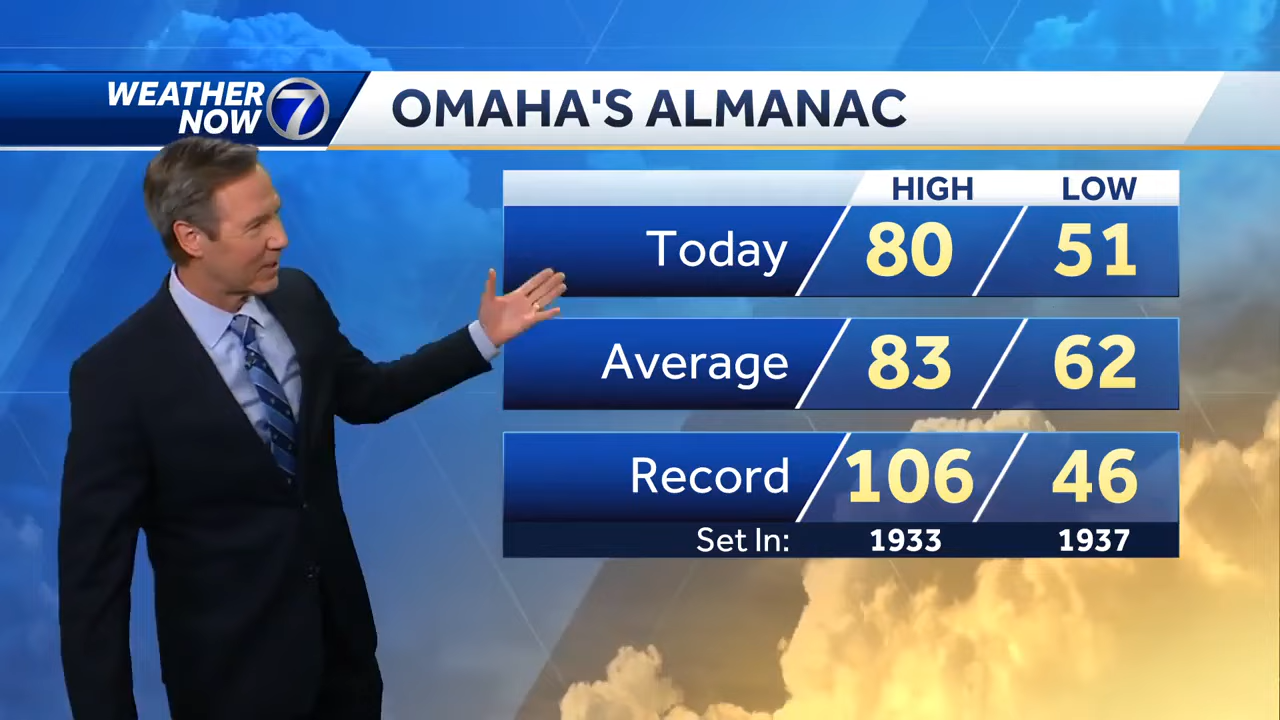 WEATHER
NOW 7
OMAHA'S ALMANAC
HIGH LOW
Today 80 51
Average 83 62
Record 106 46
Set In: 1933 1937